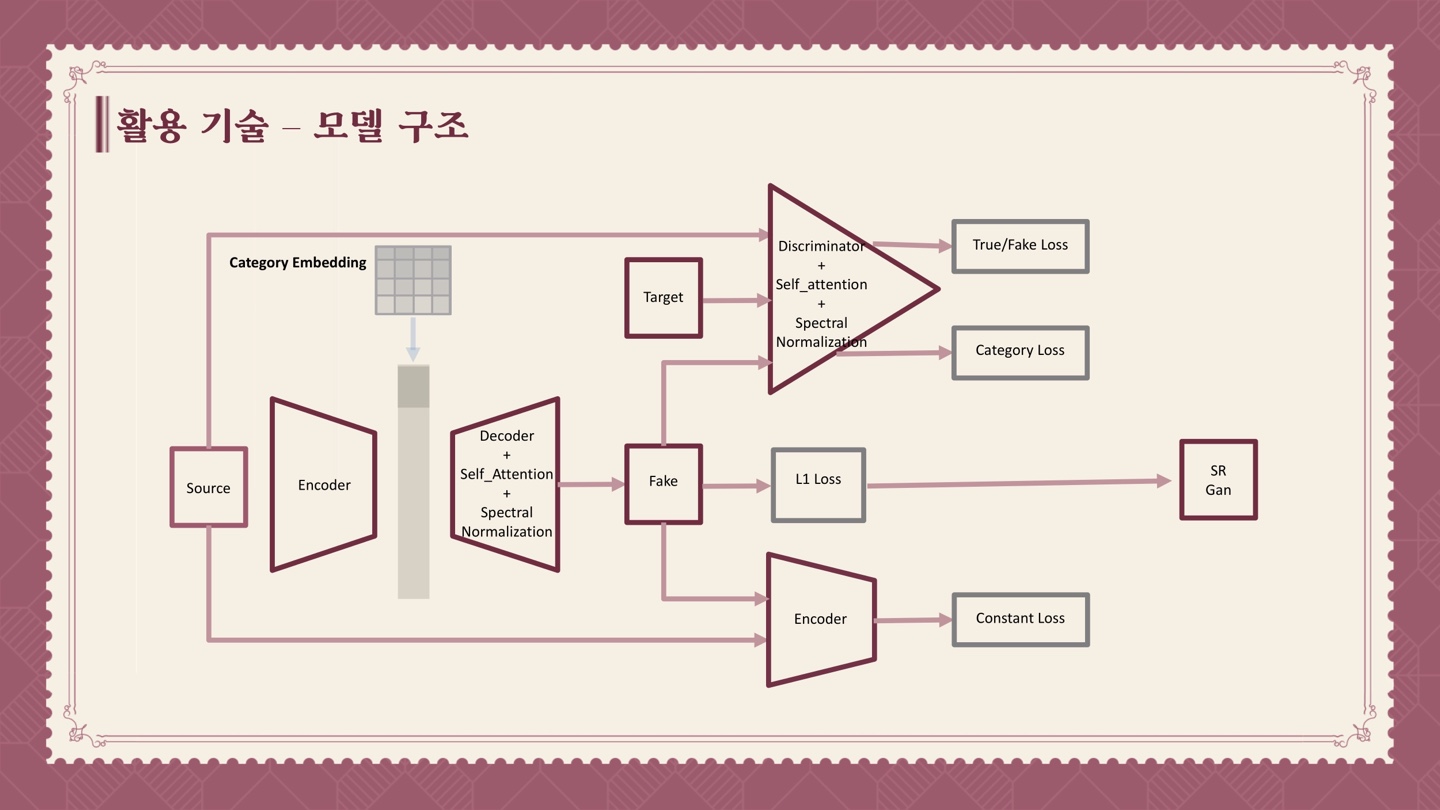 활용 기술 – 모델 구조
Category Embedding
Source
Encoder
Decoder
+
Self_Attention
+
Spectral
Normalization
Target
Fake
Discriminator
+
Self_attention
+
Spectral
Normalization
True/Fake Loss
Category Loss
L1 Loss
SR
Gan
Encoder
Constant Loss